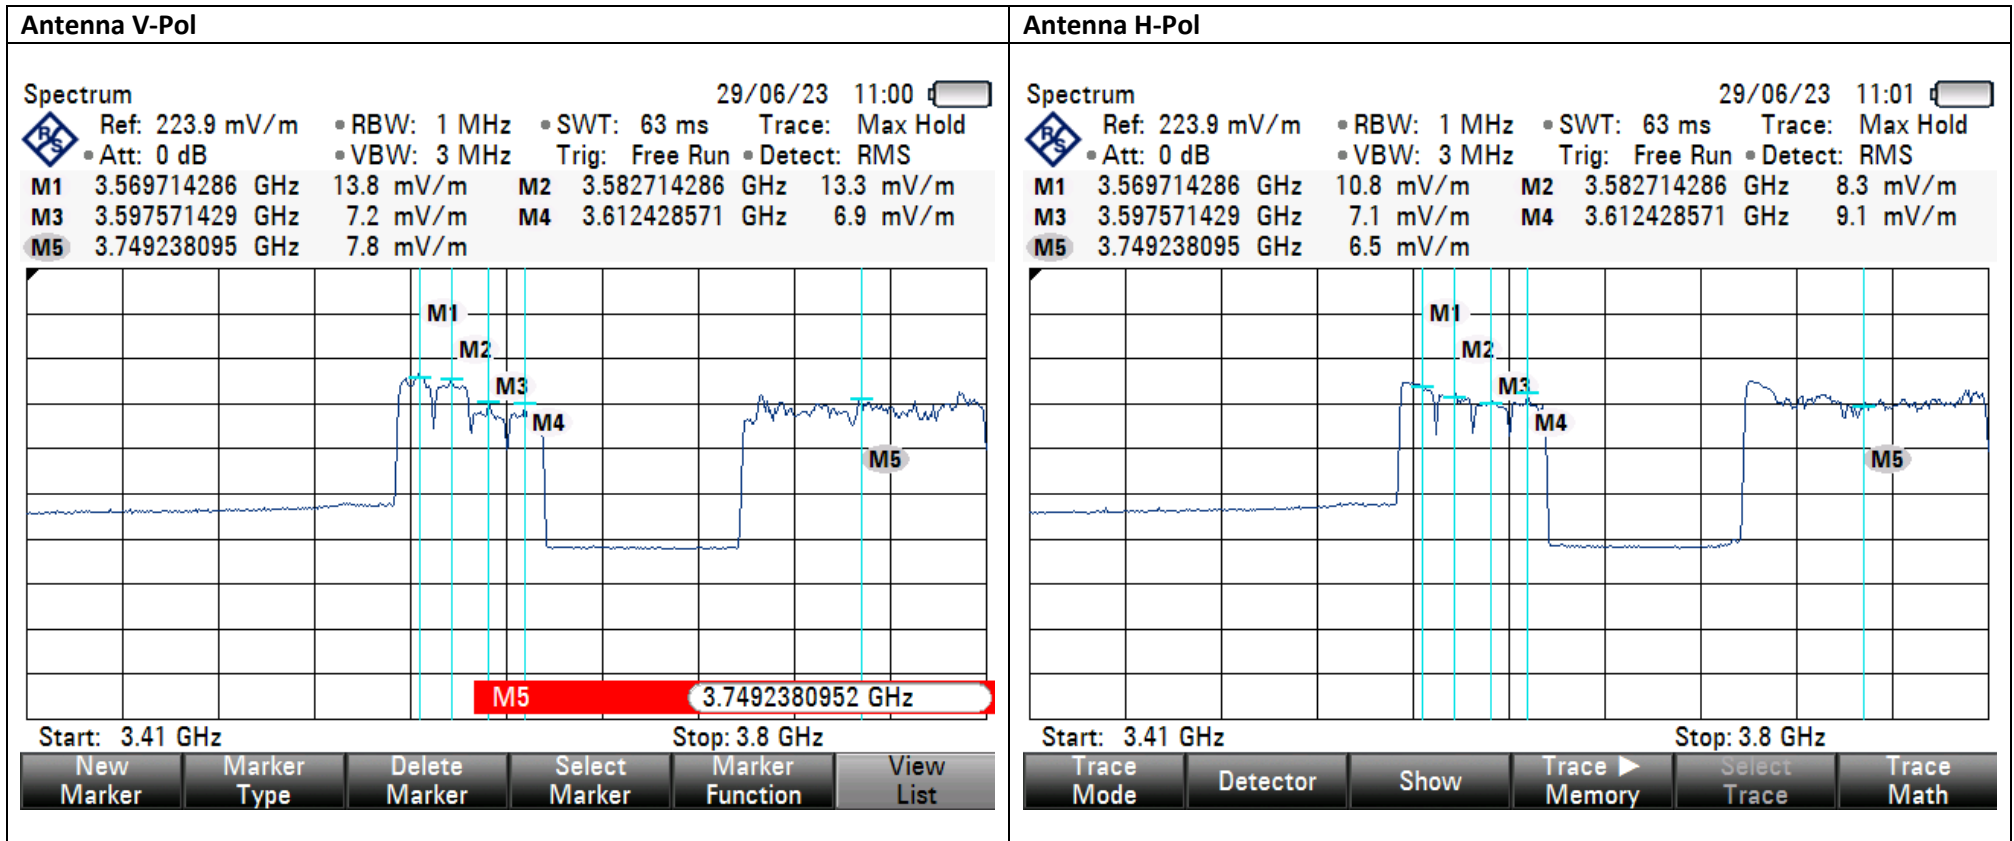 Antenna V-Pol
Spectrum 29/06/23 11:00
Ref: 223.9 mV/m RBW: 1 MHz SWT: 63 ms Trace: Max Hold
Att: 0 dB VBW: 3 MHz Trig: Free Run Detect: RMS
M1 3.569714286 GHz 13.8 mV/m M2 3.582714286 GHz 13.3 mV/m
M3 3.597571429 GHz 7.2 mV/m M4 3.612428571 GHz 6.9 mV/m
M5 3.749238095 GHz 7.8 mV/m
M1
M2
M3
M4
M5
M5 3.7492380952 GHz
Start: 3.41 GHz Stop: 3.8 GHz
New Marker Marker Type Delete Marker Select Marker Marker Function View List
Antenna H-Pol
Spectrum 29/06/23 11:01
Ref: 223.9 mV/m RBW: 1 MHz SWT: 63 ms Trace: Max Hold
Att: 0 dB VBW: 3 MHz Trig: Free Run Detect: RMS
M1 3.569714286 GHz 10.8 mV/m M2 3.582714286 GHz 8.3 mV/m
M3 3.597571429 GHz 7.1 mV/m M4 3.612428571 GHz 9.1 mV/m
M5 3.749238095 GHz 6.5 mV/m
M1
M2
M3
M4
M5
Start: 3.41 GHz Stop: 3.8 GHz
Trace Mode Detector Show Trace ▶ Memory Select Trace Trace Math